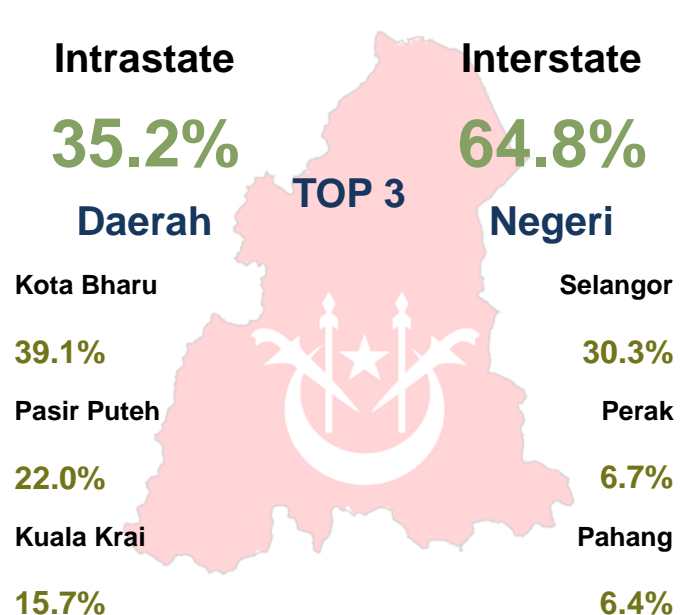 Intrastate
35.2%
Interstate
64.8%
TOP 3
Daerah
Kota Bharu
39.1%
Pasir Puteh
22.0%
Kuala Krai
15.7%
Negeri
Selangor
30.3%
Perak
6.7%
Pahang
6.4%